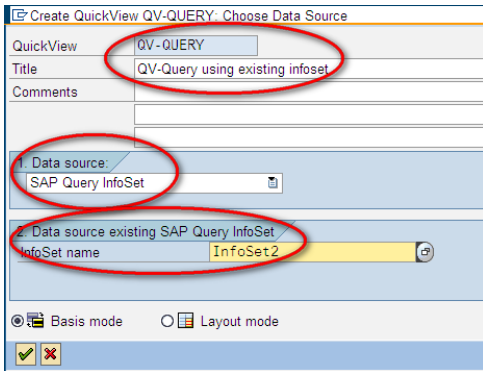 Create QuickView QV-QUERY: Choose Data Source
QuickView QV-QUERY
Title QV-Query using existing infoset
Comments
1. Data source:
SAP Query InfoSet
2. Data source existing SAP Query InfoSet
InfoSet name InfoSet2
Basis mode Layout mode